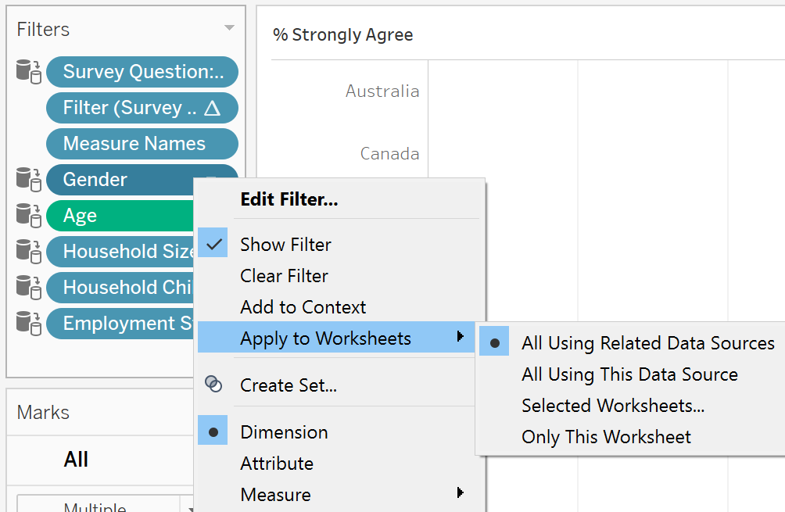 Filters
Survey Question:..
Filter (Survey .. Δ
Measure Names
Gender
Age
Household Size
Household Chi
Employment S
Marks
All
Multiple
% Strongly Agree
Australia
Canada
Edit Filter...
Show Filter
Clear Filter
Add to Context
Apply to Worksheets
Create Set...
Dimension
Attribute
Measure
All Using Related Data Sources
All Using This Data Source
Selected Worksheets...
Only This Worksheet